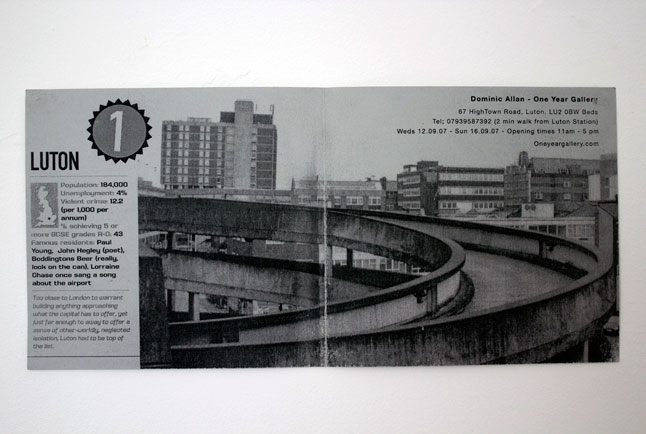 1
LUTON
Population: 184,000
Unemployment: 4%
Violent crime: 12.2
(per 1,000 per
annum)
% achieving 5 or
more GCSE grades A-C: 43
Famous residents: Paul
Young, John Hegley (poet),
Boddingtons Beer (really,
look on the can), Lorraine
Chase once sang a song
about the airport
Too close to London to warrant
building anything approaching
what the capital has to offer, yet
just far enough to away to offer a
sense of other-worldly, neglected
isolation, Luton had to be top of
the list.
Dominic Allan - One Year Gallery
67 HighTown Road, Luton, LU2 0BW Beds
Tel; 07939587392 (2 min walk from Luton Station)
Weds 12.09.07 - Sun 16.09.07 - Opening times 11am - 5 pm
Oneyeargallery.com